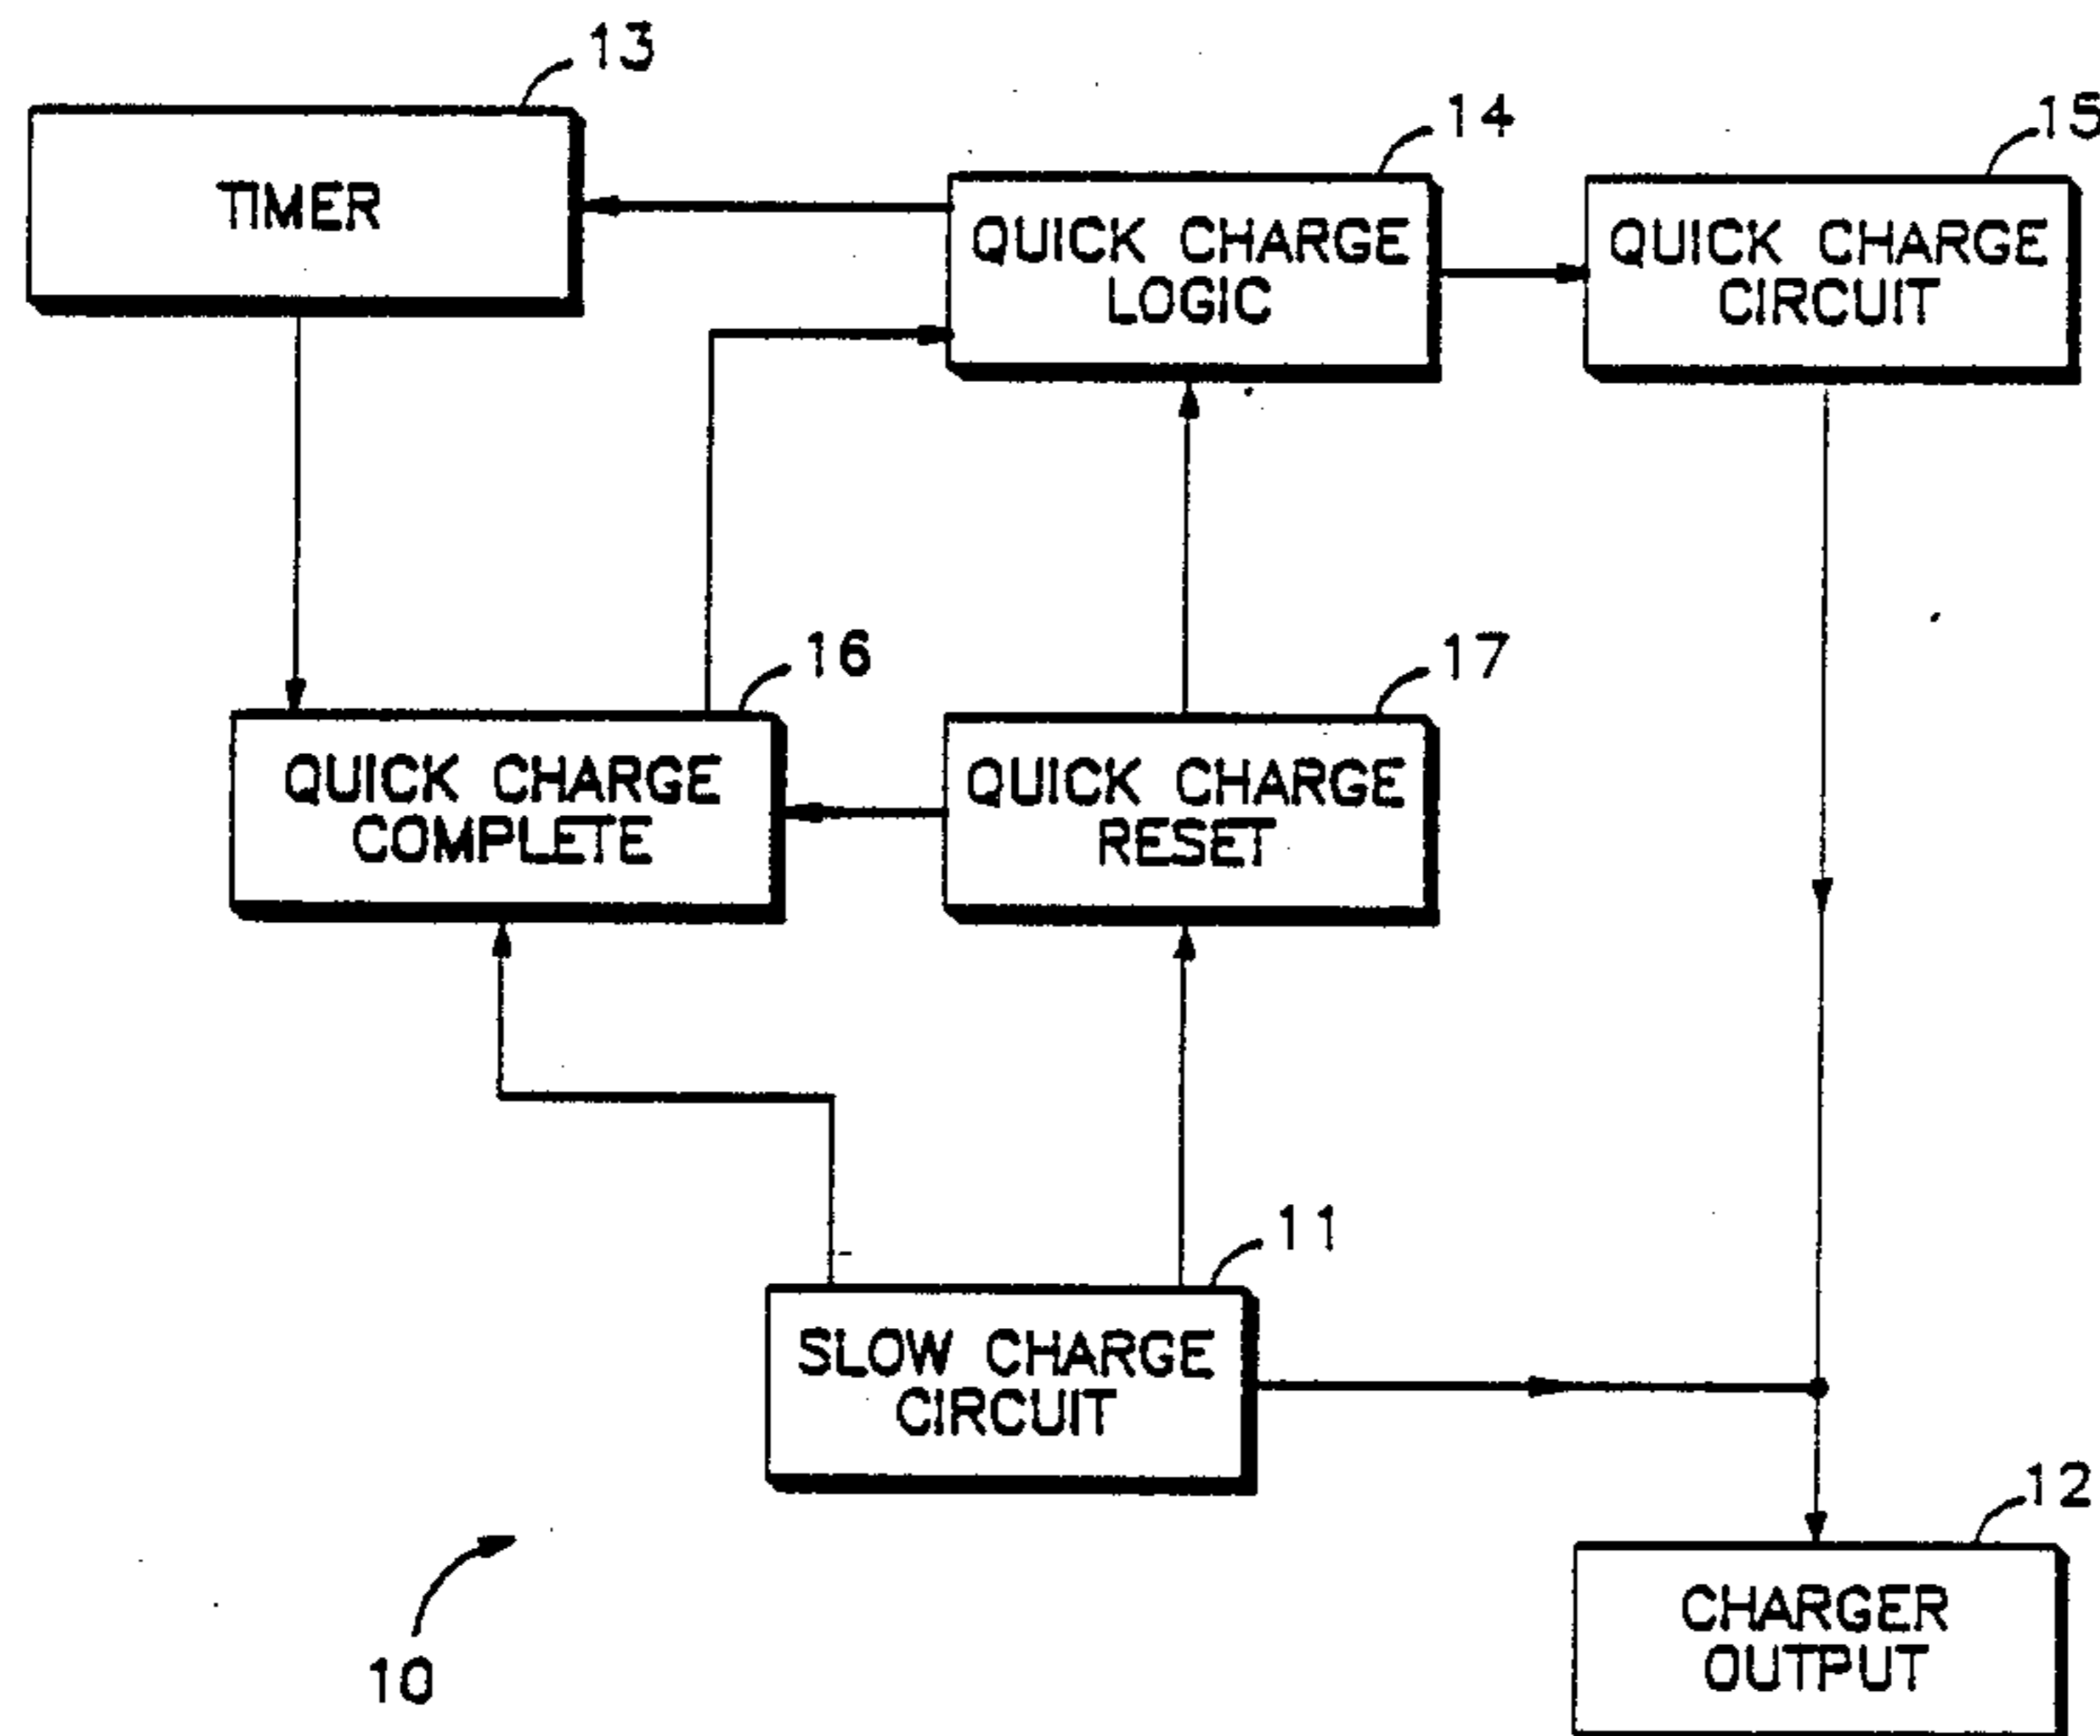 13
TIMER
14
QUICK CHARGE
LOGIC
15
QUICK CHARGE
CIRCUIT
16
QUICK CHARGE
COMPLETE
17
QUICK CHARGE
RESET
11
SLOW CHARGE
CIRCUIT
12
CHARGER
OUTPUT
10